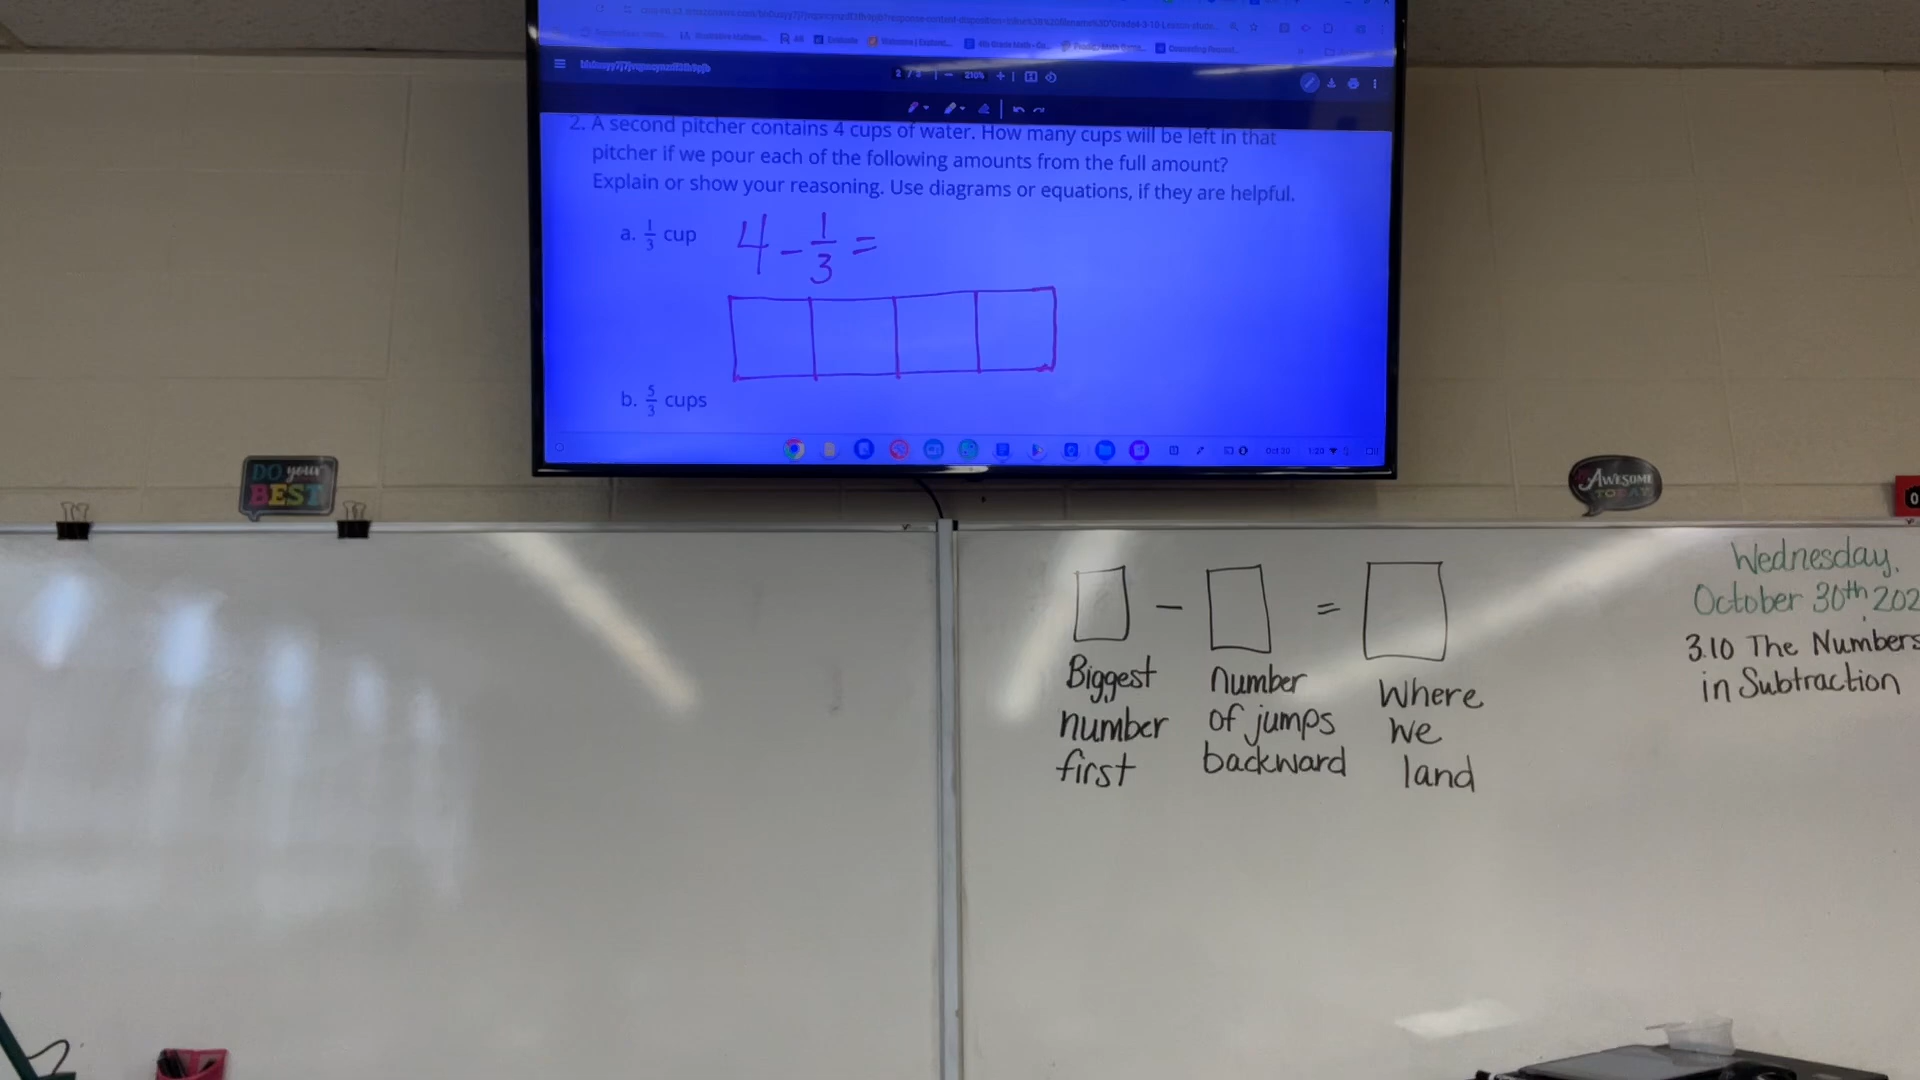 210%
2. A second pitcher contains 4 cups of water. How many cups will be left in that
pitcher if we pour each of the following amounts from the full amount?
Explain or show your reasoning. Use diagrams or equations, if they are helpful.
a. 1/3 cup 4 - 1/3 =
b. 5/3 cups
1:20
DO your
BEST
AWESOME
TODAY
☐ - ☐ = ☐
Biggest
number
first
number
of jumps
backward
Where
we
land
Wednesday,
October 30th 202
3.10 The Numbers
in Subtraction